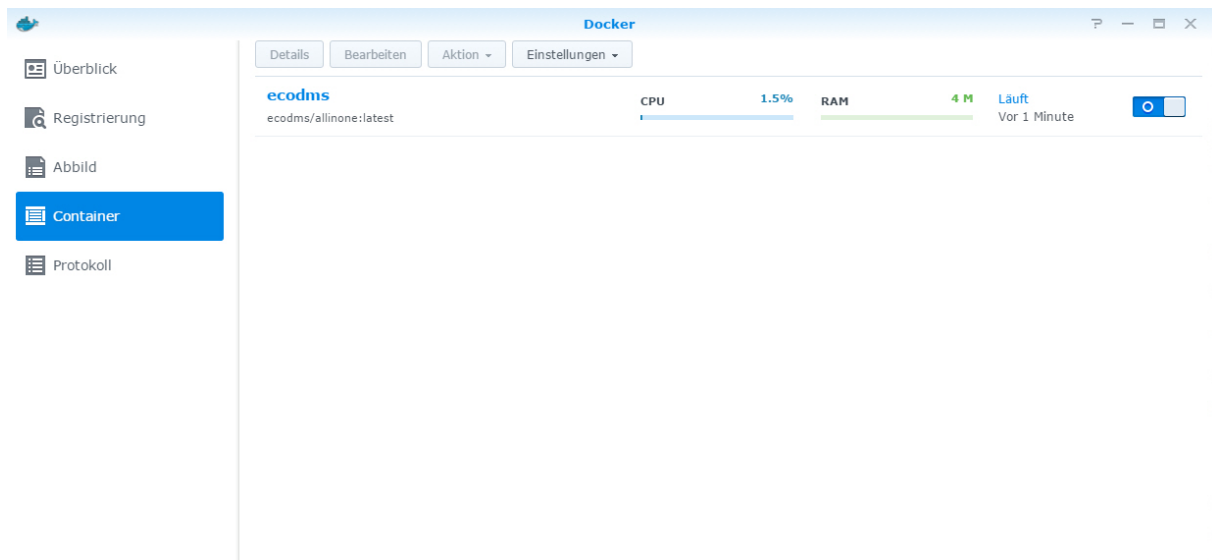 Docker
Überblick
Registrierung
Abbild
Container
Protokoll
Details Bearbeiten Aktion Einstellungen
ecodms CPU 1.5% RAM 4 M Läuft
ecodms/allinone:latest Vor 1 Minute